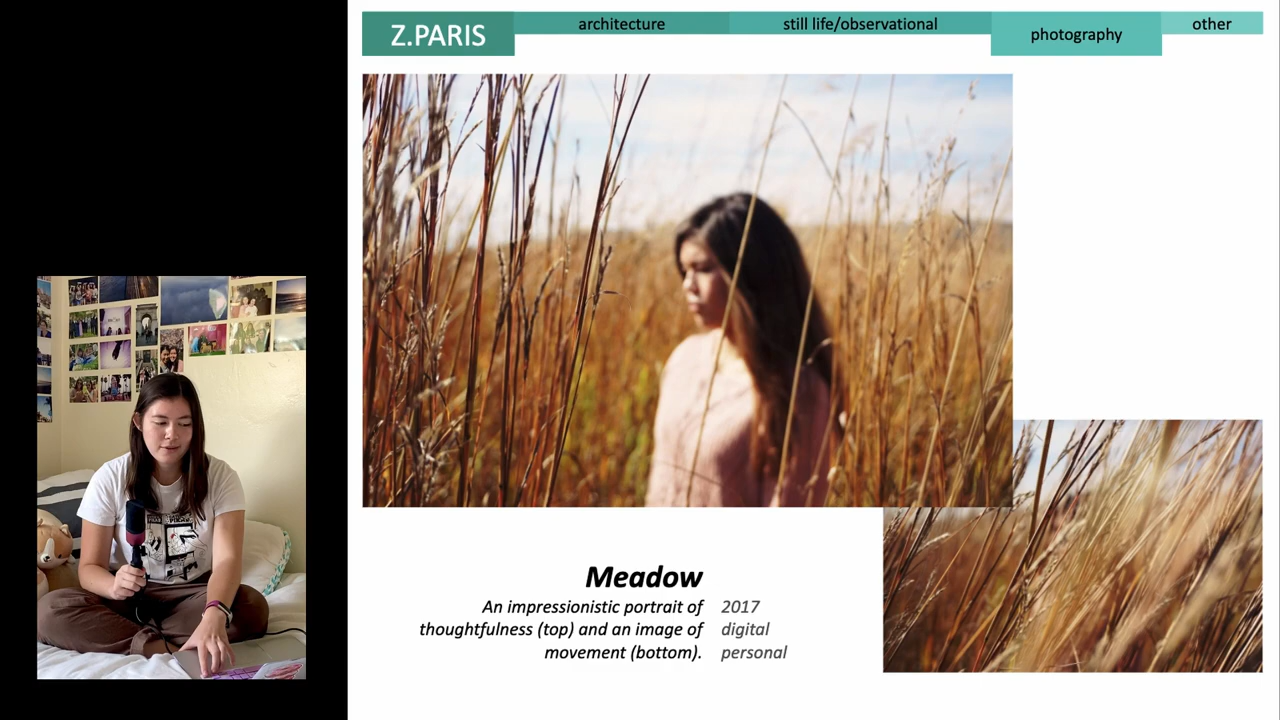 Z.PARIS
architecture
still life/observational
photography
other
Meadow
An impressionistic portrait of
thoughtfulness (top) and an image of
movement (bottom).
2017
digital
personal